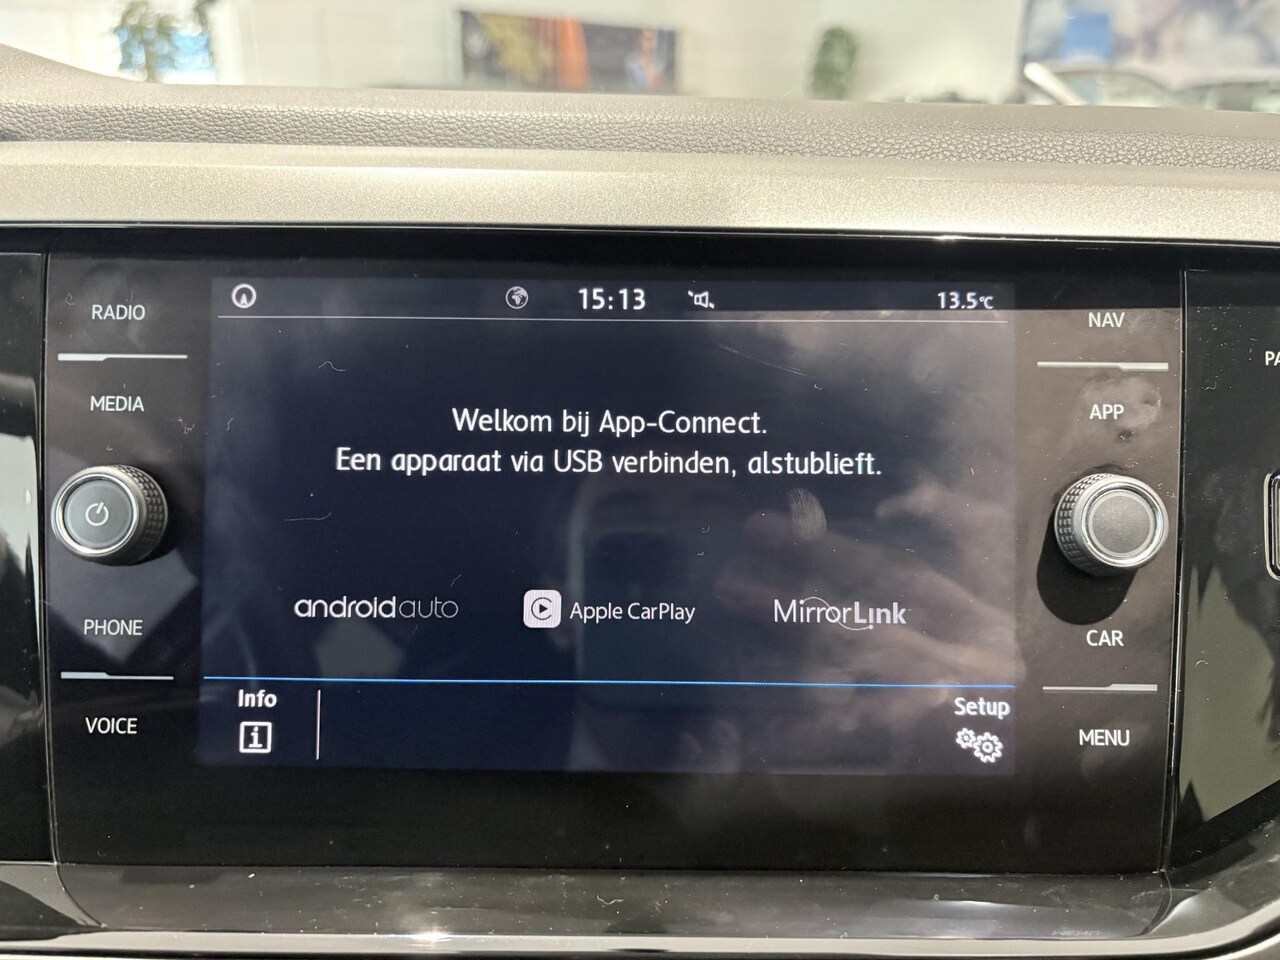 RADIO
MEDIA
PHONE
VOICE
15:13
13.5°C
Welkom bij App-Connect.
Een apparaat via USB verbinden, alstublieft.
androidauto
Apple CarPlay
MirrorLink
Info
Setup
NAV
APP
CAR
MENU